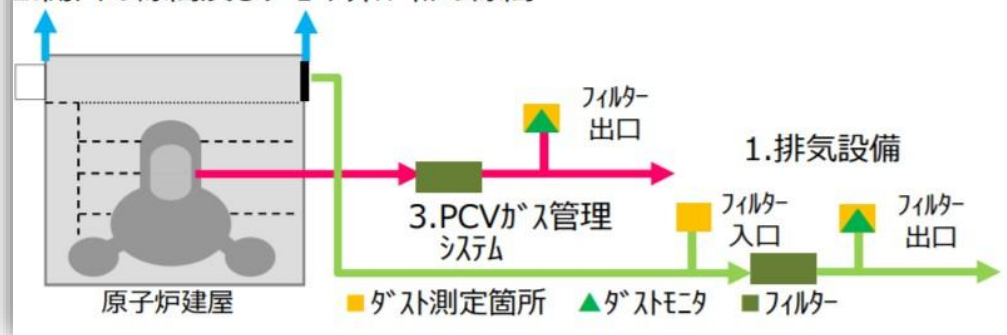 フィルター
出口
1.排気設備
3.PCVガス管理
システム
フィルター
入口
フィルター
出口
原子炉建屋
■ダスト測定箇所 ▲ダストモニタ ■フィルター